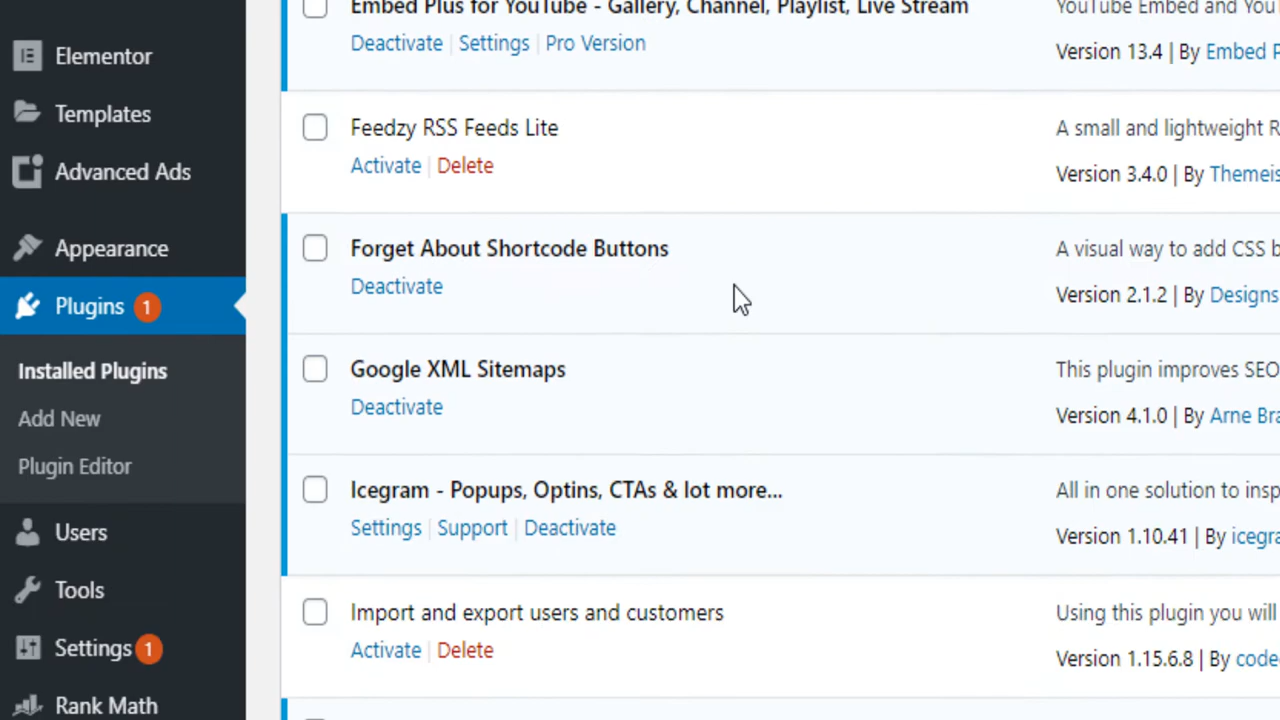 Elementor
Templates
Advanced Ads
Appearance
Plugins 1
Installed Plugins
Add New
Plugin Editor
Users
Tools
Settings 1
Rank Math
Embed Plus for YouTube - Gallery, Channel, Playlist, Live Stream
Deactivate | Settings | Pro Version
YouTube Embed and
Version 13.4 | By Embed
Feedzy RSS Feeds Lite
Activate | Delete
A small and lightweight
Version 3.4.0 | By
Forget About Shortcode Buttons
Deactivate
A visual way to add CSS
Version 2.1.2 | By Designs
Google XML Sitemaps
Deactivate
This plugin improves SEO
Version 4.1.0 | By Arne
Icegram - Popups, Optins, CTAs & lot more...
Settings | Support | Deactivate
All in one solution to
Version 1.10.41 | By
Import and export users and customers
Activate | Delete
Using this plugin you will
Version 1.15.6.8 | By